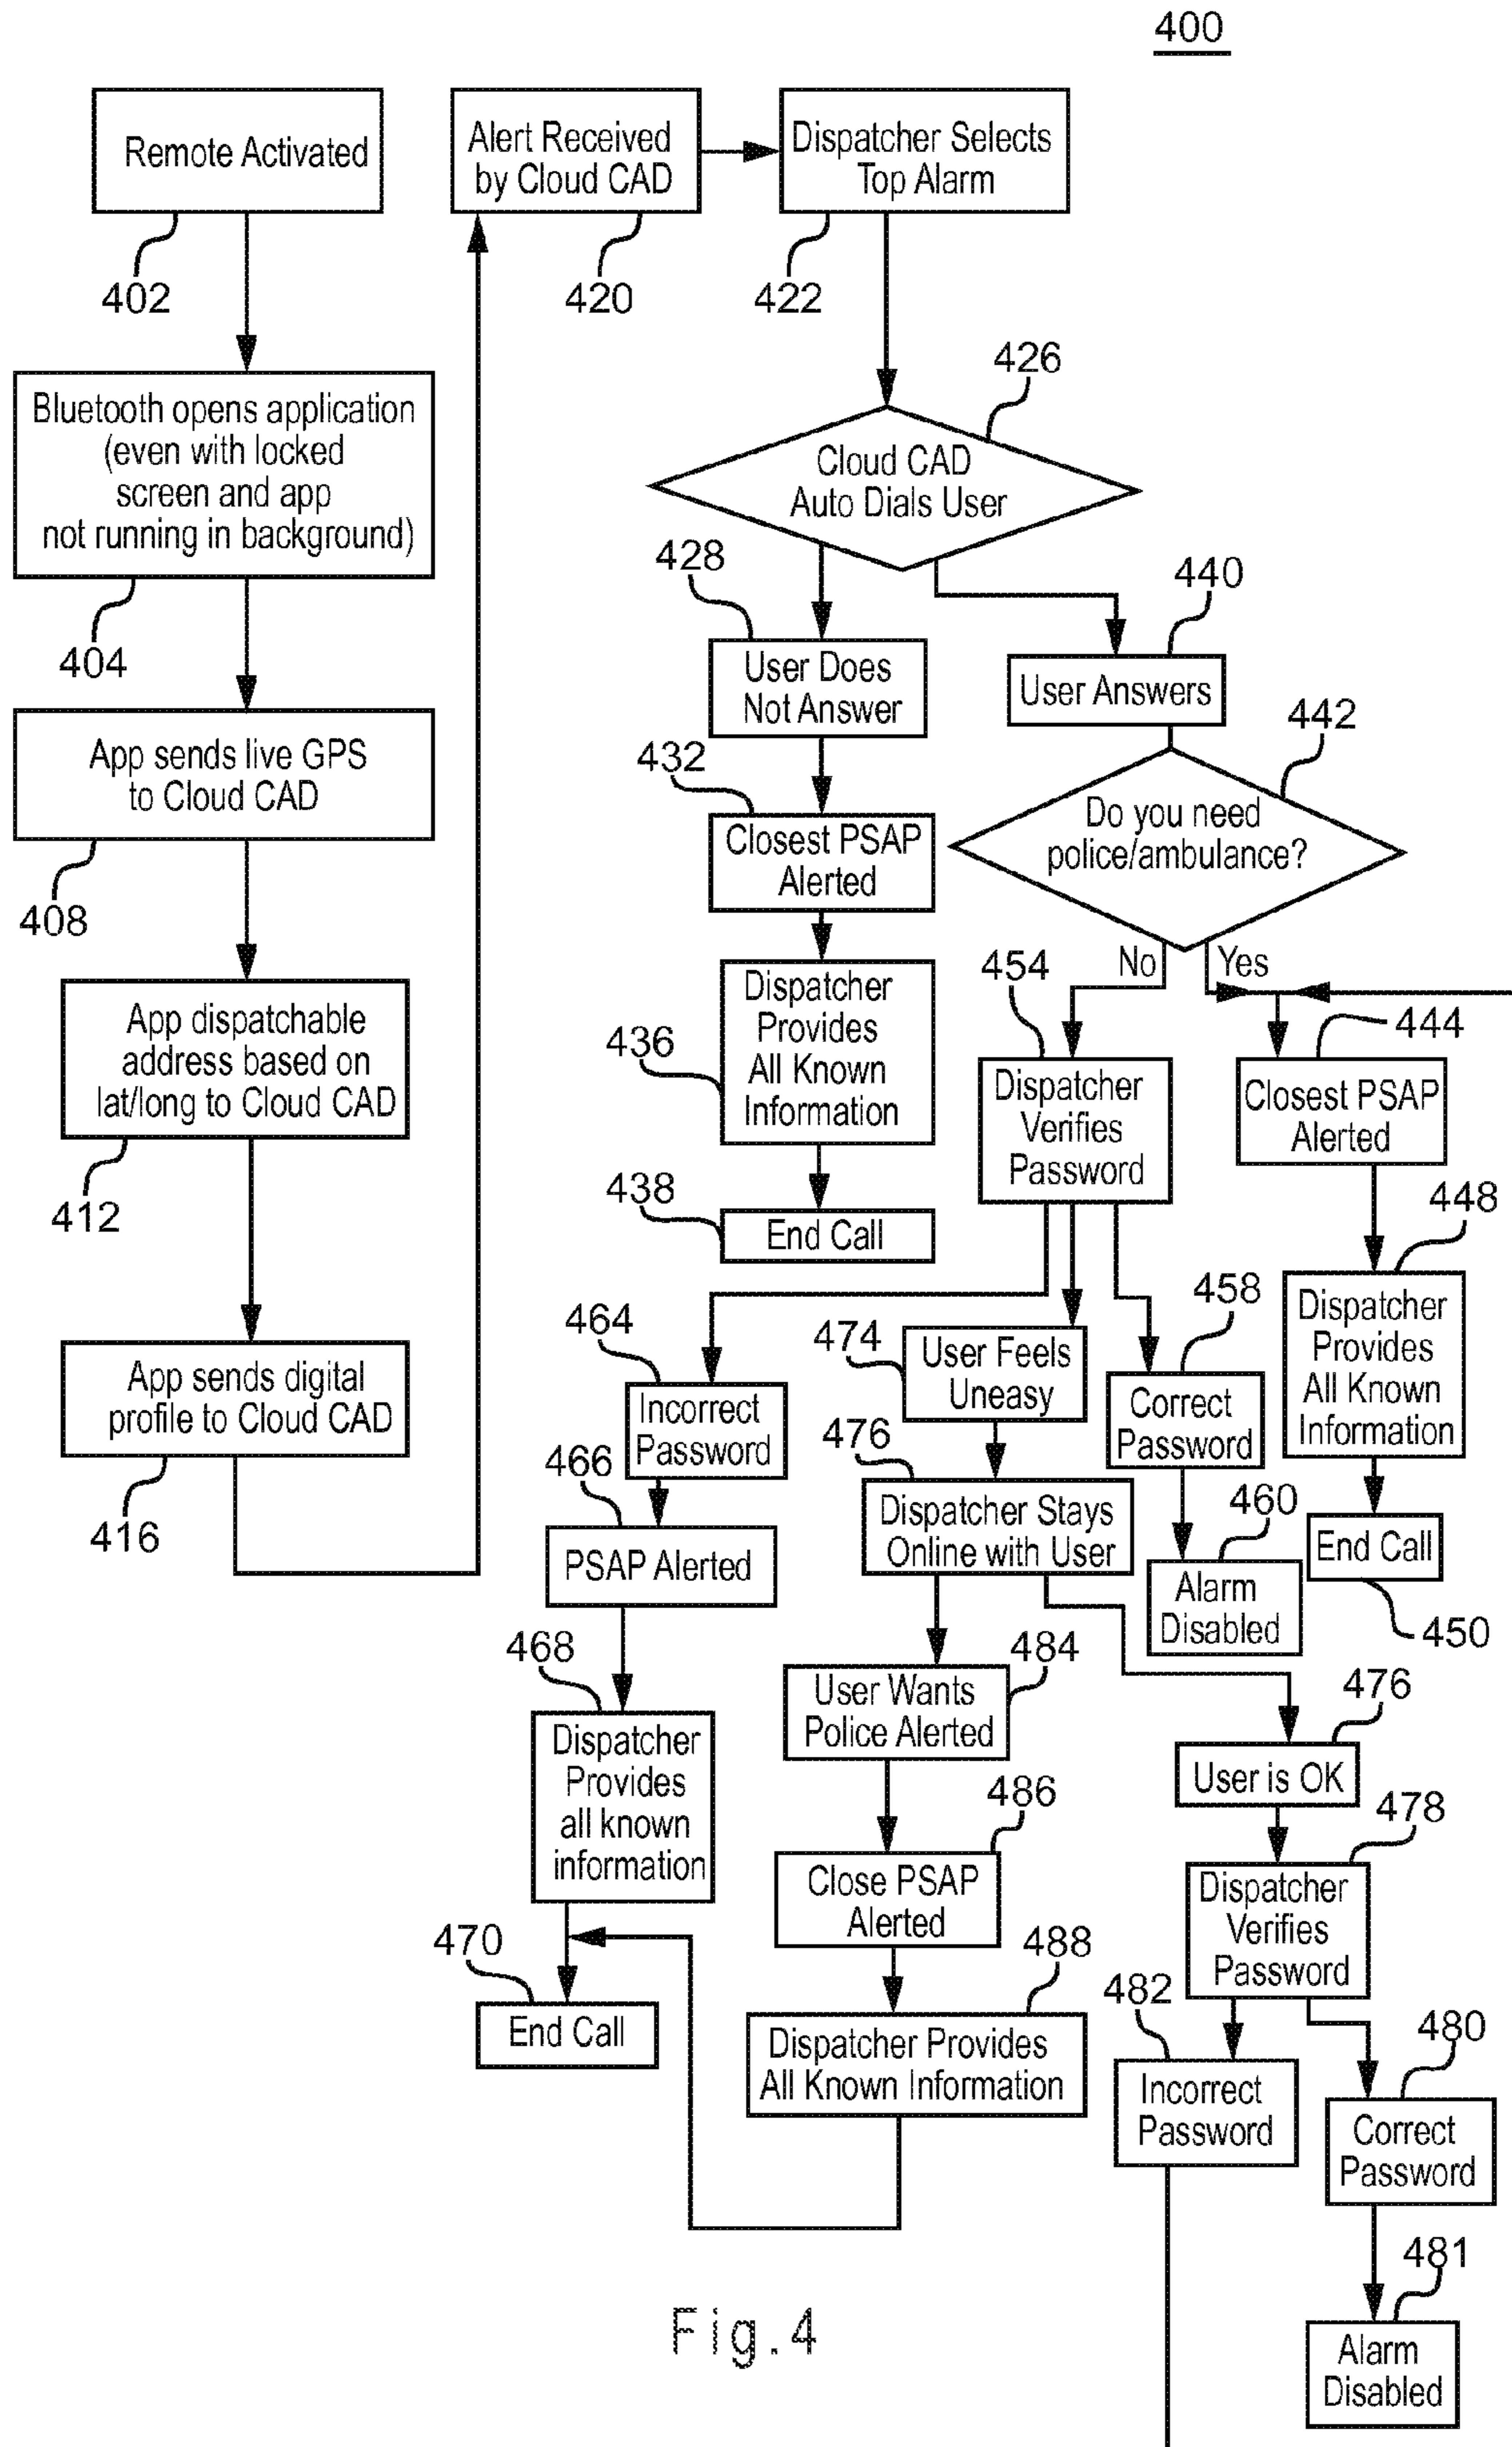 400
Remote Activated
402
Bluetooth opens application
(even with locked
screen and app
not running in background)
404
App sends live GPS
to Cloud CAD
408
App dispatchable
address based on
lat/long to Cloud CAD
412
App sends digital
profile to Cloud CAD
416
Alert Received
by Cloud CAD
420
Dispatcher Selects
Top Alarm
422
426
Cloud CAD
Auto Dials User
428
User Does
Not Answer
432
Closest PSAP
Alerted
436
Dispatcher
Provides
All Known
Information
438
End Call
440
User Answers
442
Do you need
police/ambulance?
No
Yes
444
Closest PSAP
Alerted
448
Dispatcher
Provides
All Known
Information
End Call
450
454
Dispatcher
Verifies
Password
458
Correct
Password
460
Alarm
Disabled
464
Incorrect
Password
466
PSAP Alerted
468
Dispatcher
Provides
all known
information
470
End Call
474
User Feels
Uneasy
476
Dispatcher Stays
Online with User
484
User Wants
Police Alerted
486
Close PSAP
Alerted
488
Dispatcher Provides
All Known Information
476
User is OK
478
Dispatcher
Verifies
Password
482
Incorrect
Password
480
Correct
Password
481
Alarm
Disabled
Fig.4